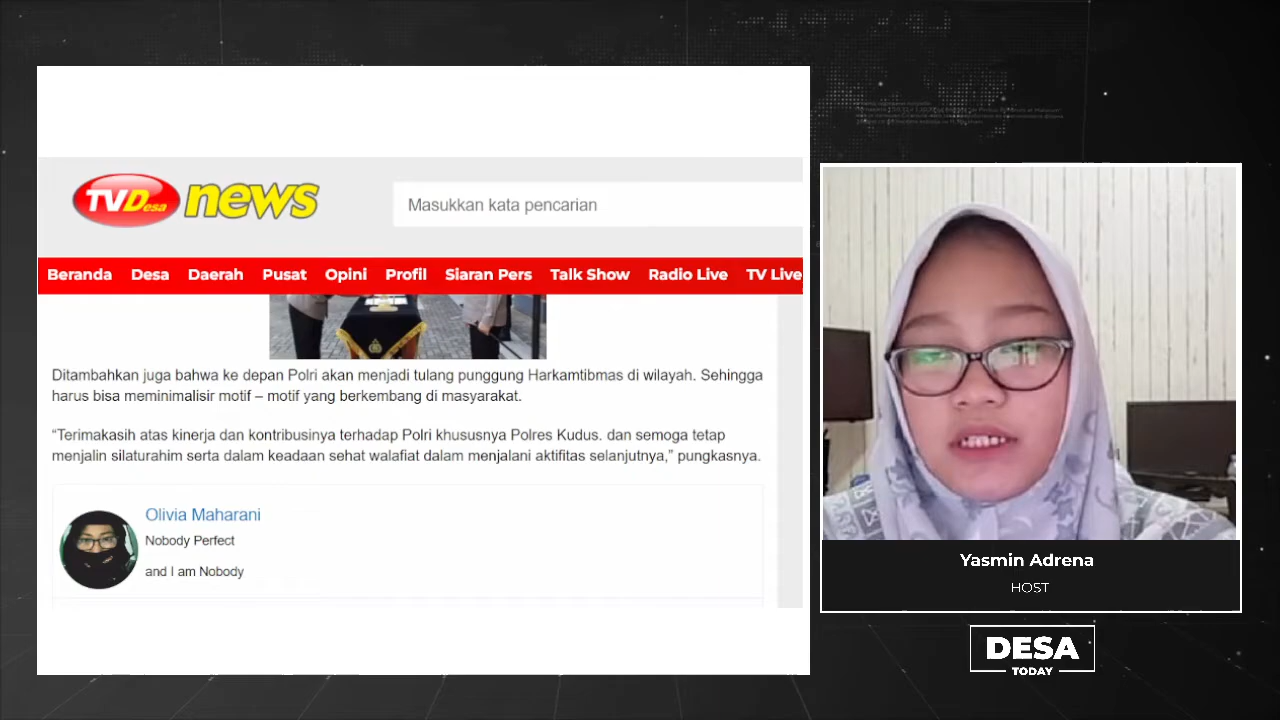 TVDesa news
Masukkan kata pencarian
Beranda Desa Daerah Pusat Opini Profil Siaran Pers Talk Show Radio Live TV Live
Ditambahkan juga bahwa ke depan Polri akan menjadi tulang punggung Harkamtibmas di wilayah. Sehingga
harus bisa meminimalisir motif – motif yang berkembang di masyarakat.
“Terimakasih atas kinerja dan kontribusinya terhadap Polri khususnya Polres Kudus. dan semoga tetap
menjalin silaturahim serta dalam keadaan sehat walafiat dalam menjalani aktifitas selanjutnya,” pungkasnya.
Olivia Maharani
Nobody Perfect
and I am Nobody
Yasmin Adrena
HOST
DESA
TODAY